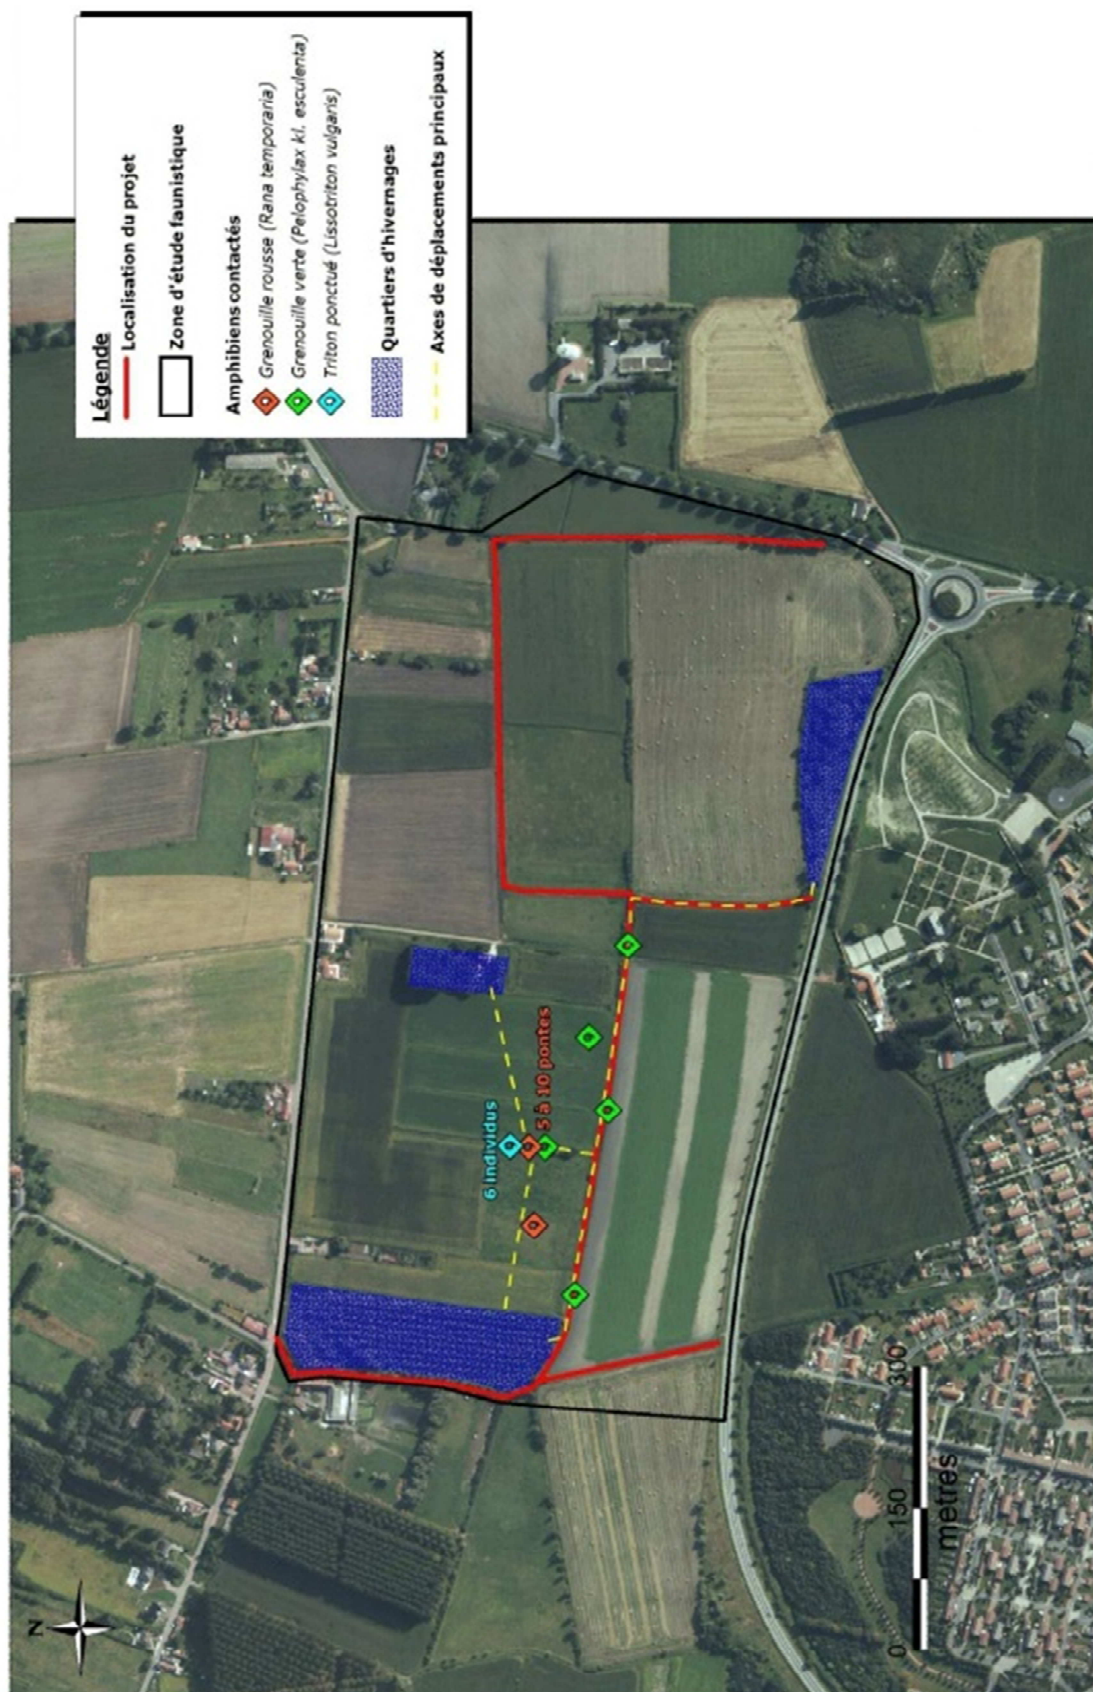 Légende
Localisation du projet
Zone d'étude faunistique
Amphibiens contactés
Grenouille rousse (Rana temporaria)
Grenouille verte (Pelophylax kl. esculenta)
Triton ponctué (Lissotriton vulgaris)
Quartiers d'hivernages
Axes de déplacements principaux
N
6 individus
5 à 10 pontes
0 150 300
metres